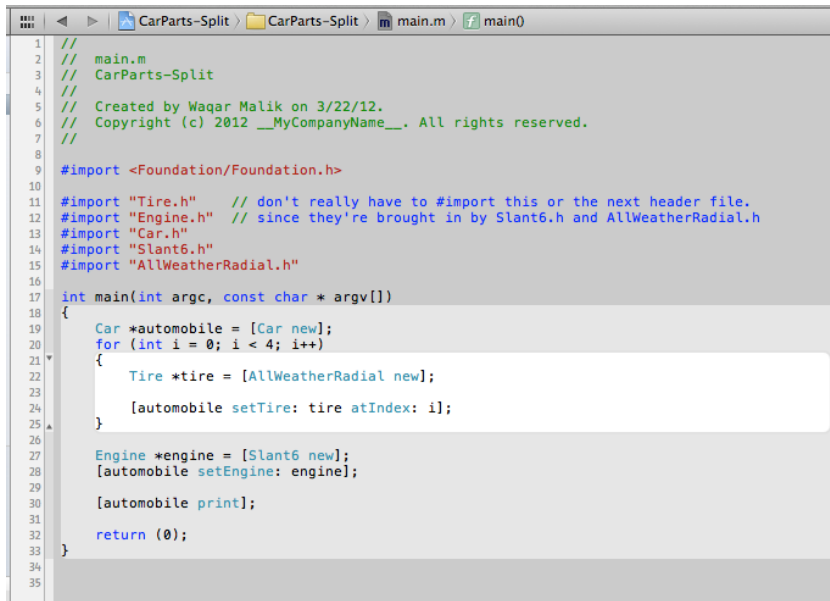 CarParts-Split CarParts-Split main.m main()
1 //
2 // main.m
3 // CarParts-Split
4 //
5 // Created by Waqar Malik on 3/22/12.
6 // Copyright (c) 2012 __MyCompanyName__. All rights reserved.
7 //
8
9 #import <Foundation/Foundation.h>
10
11 #import "Tire.h" // don't really have to #import this or the next header file.
12 #import "Engine.h" // since they're brought in by Slant6.h and AllWeatherRadial.h
13 #import "Car.h"
14 #import "Slant6.h"
15 #import "AllWeatherRadial.h"
16
17 int main(int argc, const char * argv[])
18 {
19 Car *automobile = [Car new];
20 for (int i = 0; i < 4; i++)
21 {
22 Tire *tire = [AllWeatherRadial new];
23
24 [automobile setTire: tire atIndex: i];
25 }
26
27 Engine *engine = [Slant6 new];
28 [automobile setEngine: engine];
29
30 [automobile print];
31
32 return (0);
33 }
34
35